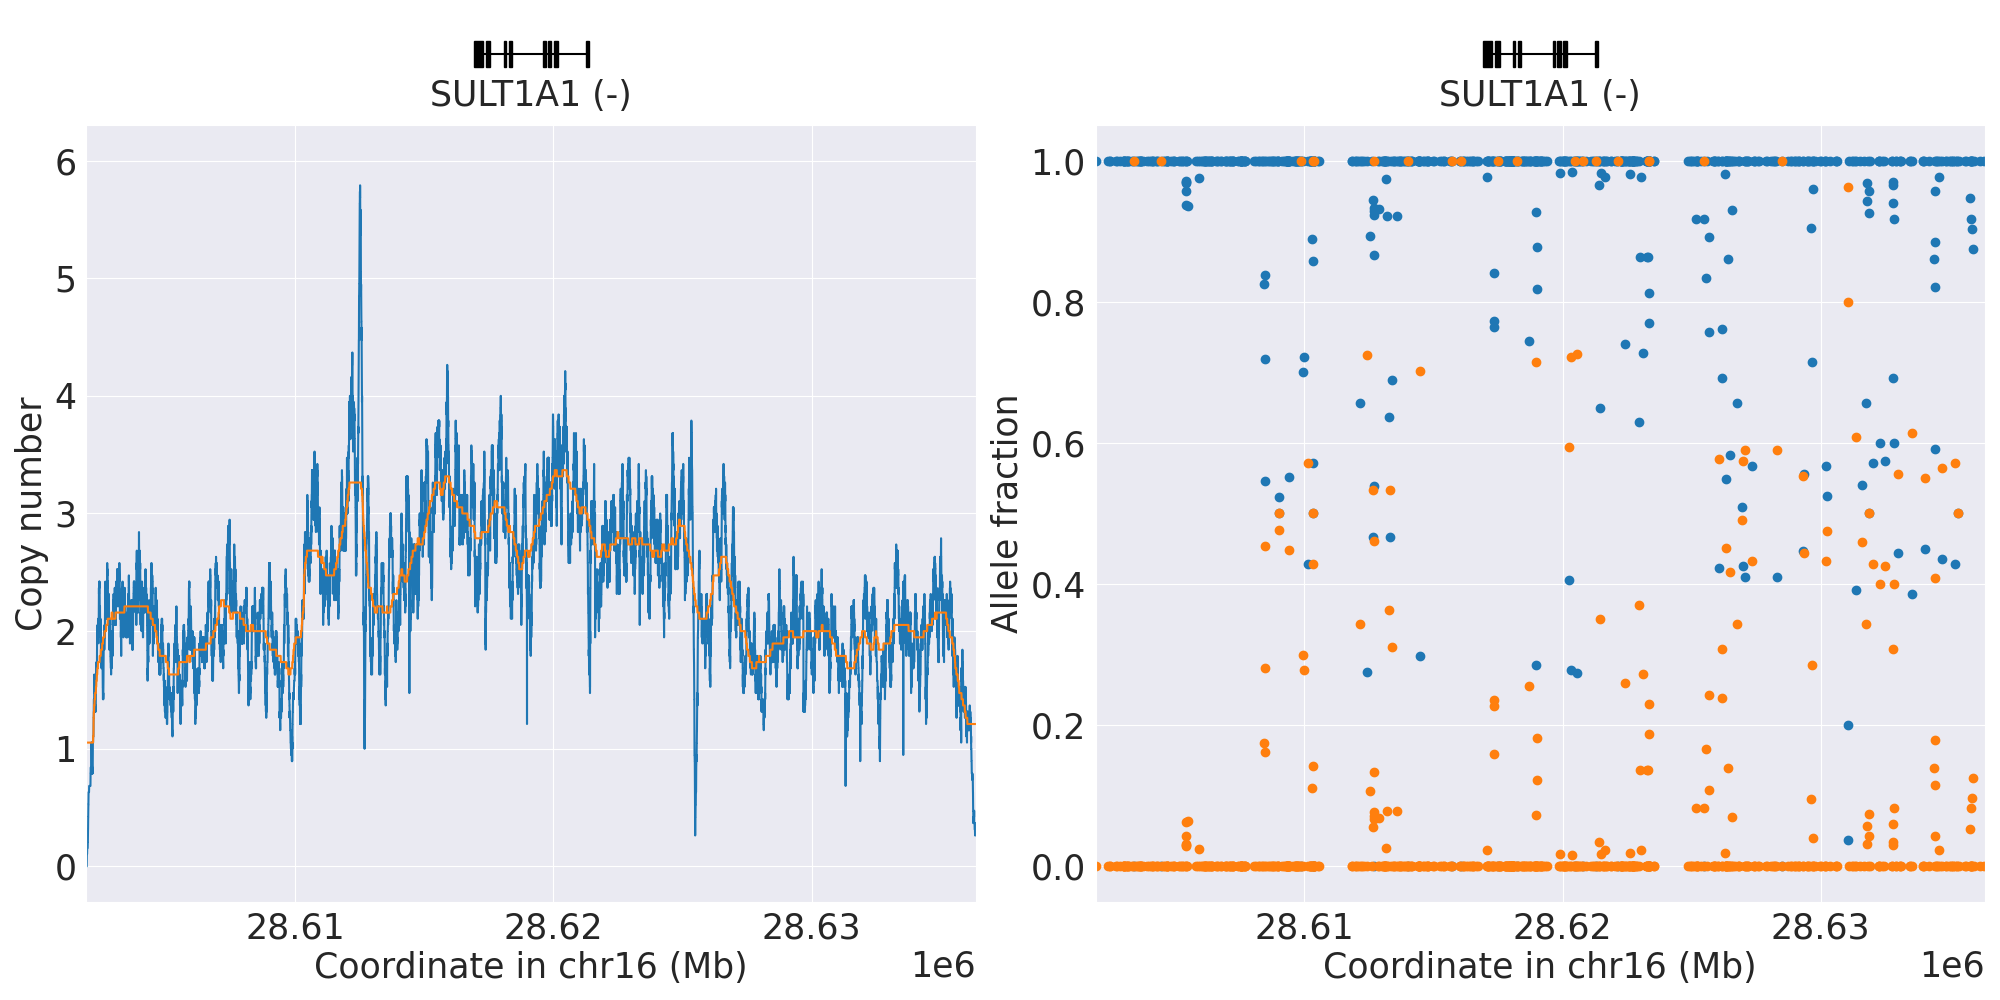 SULT1A1 (-)
6
5
4
3
2
1
0
Copy number
28.61
28.62
28.63
Coordinate in chr16 (Mb)
1e6
SULT1A1 (-)
1.0
0.8
0.6
0.4
0.2
0.0
Allele fraction
28.61
28.62
28.63
Coordinate in chr16 (Mb)
1e6